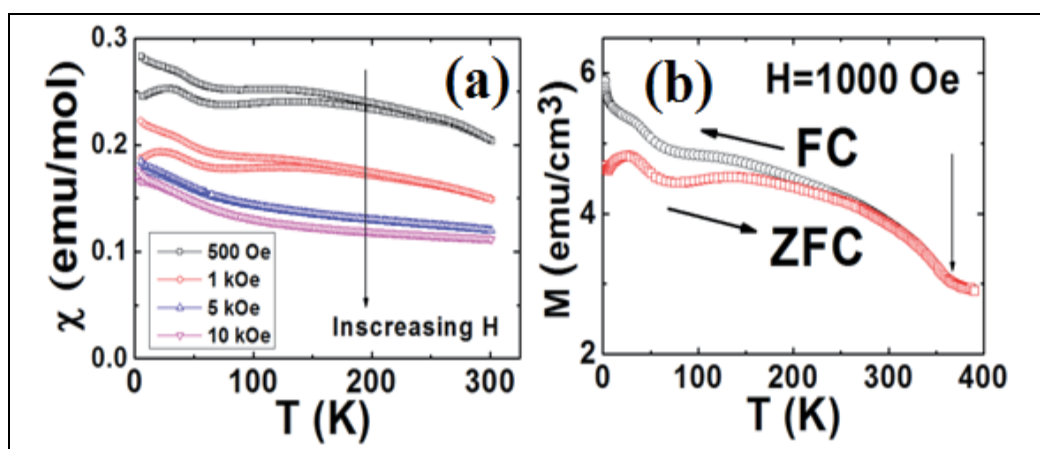 (a)
χ (emu/mol)
0.3
0.2
0.1
0.0
500 Oe
1 kOe
5 kOe
10 kOe
Inscreasing H
0 100 200 300
T (K)
(b)
H=1000 Oe
FC
ZFC
M (emu/cm³)
6
4
2
0 100 200 300 400
T (K)